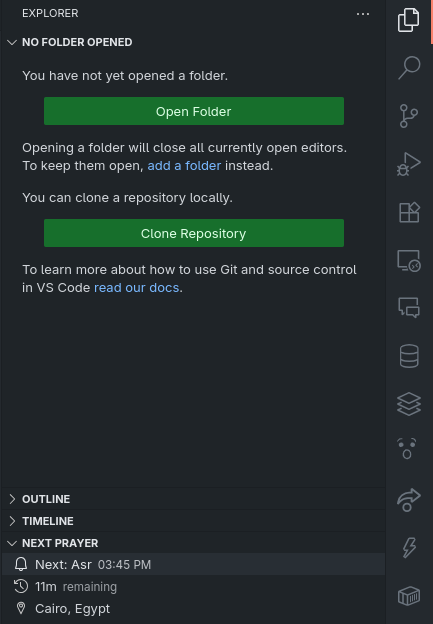 EXPLORER
NO FOLDER OPENED
You have not yet opened a folder.
Open Folder
Opening a folder will close all currently open editors.
To keep them open, add a folder instead.
You can clone a repository locally.
Clone Repository
To learn more about how to use Git and source control
in VS Code read our docs.
OUTLINE
TIMELINE
NEXT PRAYER
Next: Asr 03:45 PM
11m remaining
Cairo, Egypt